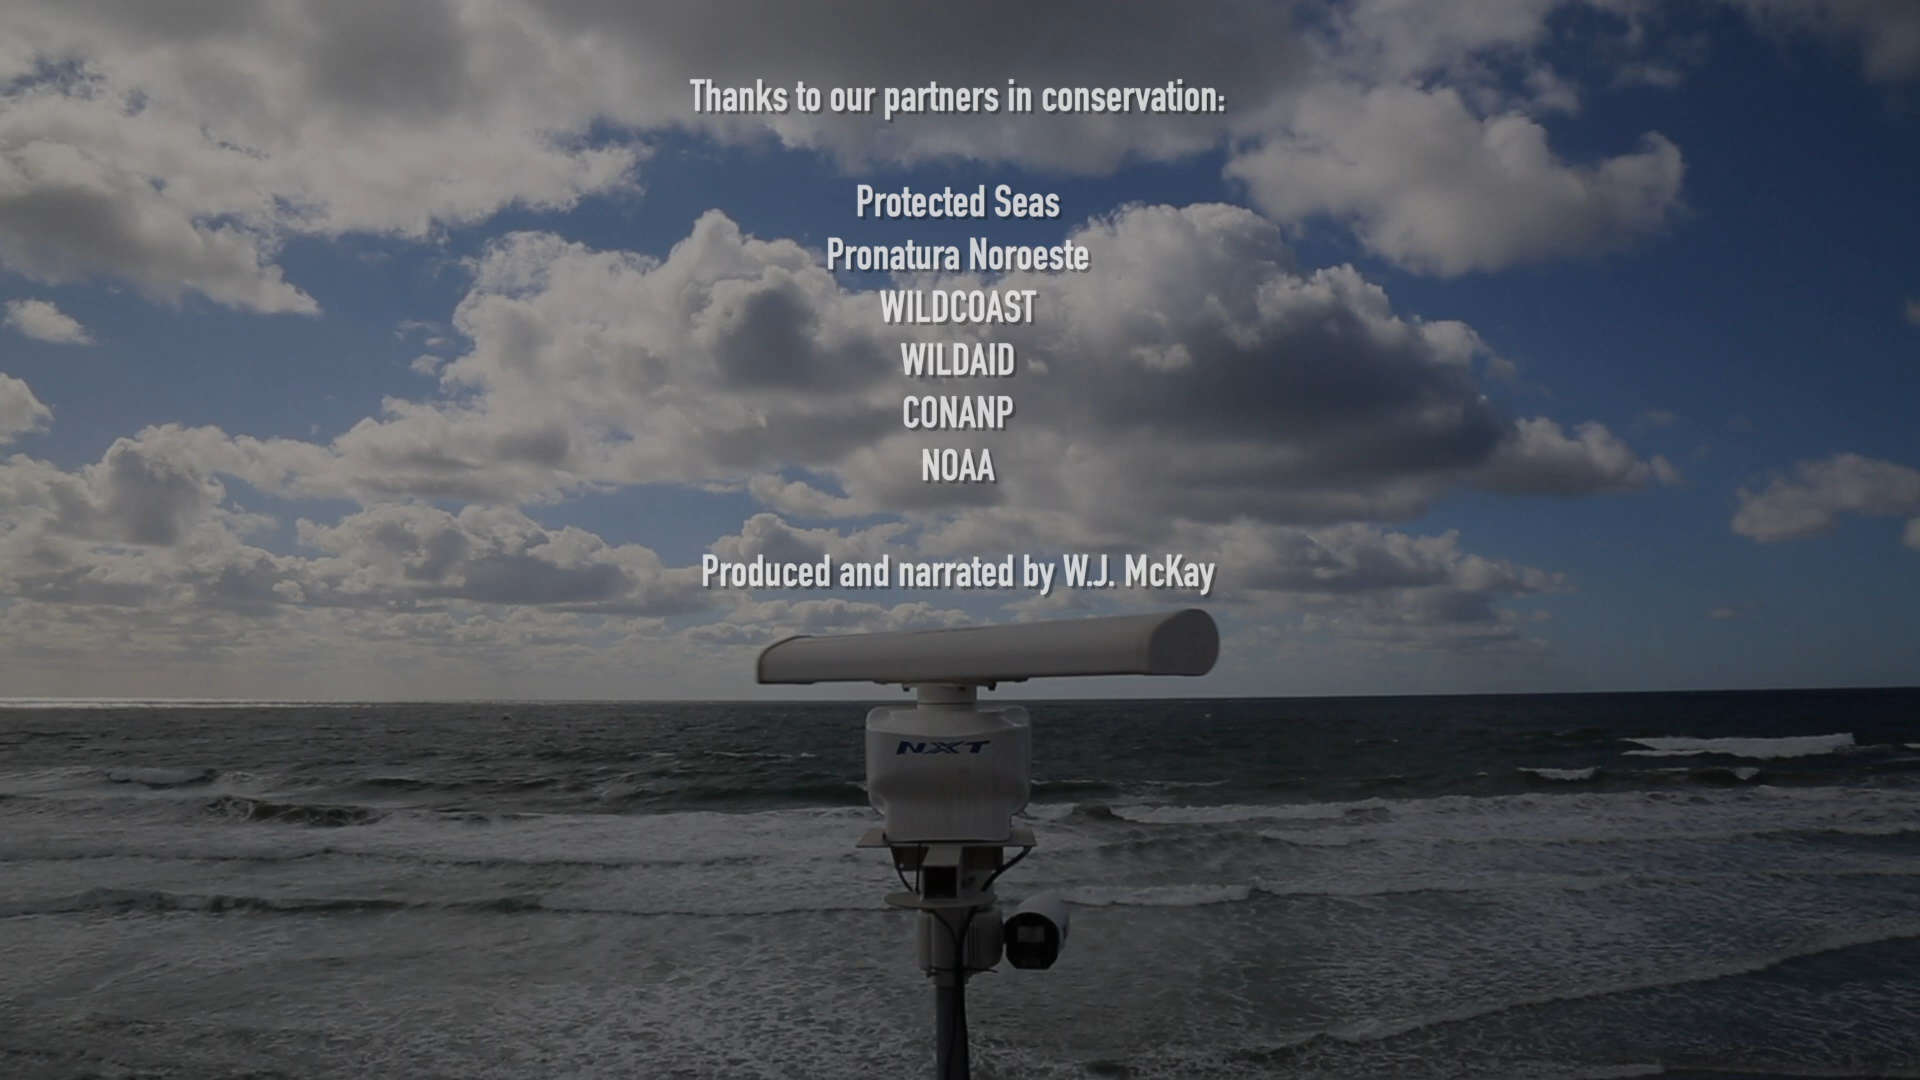 Thanks to our partners in conservation:
Protected Seas
Pronatura Noroeste
WILDCOAST
WILDAID
CONANP
NOAA
Produced and narrated by W.J. McKay
NXT